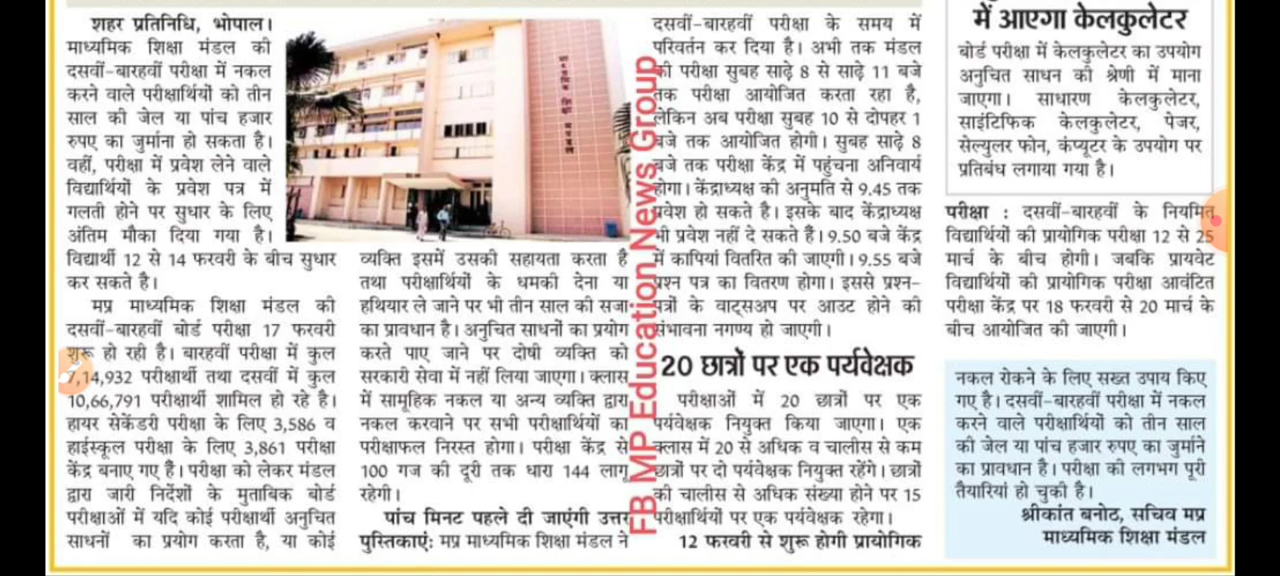 शहर प्रतिनिधि, भोपाल।
माध्यमिक शिक्षा मंडल की
दसवीं-बारहवीं परीक्षा में नकल
करने वाले परीक्षार्थियों को तीन
साल की जेल या पांच हजार
रुपए का जुर्माना हो सकता है।
वहीं, परीक्षा में प्रवेश लेने वाले
विद्यार्थियों के प्रवेश पत्र में
गलती होने पर सुधार के लिए
अंतिम मौका दिया गया है।
विद्यार्थी 12 से 14 फरवरी के बीच सुधार
कर सकते है।
मप्र माध्यमिक शिक्षा मंडल की
दसवीं-बारहवीं बोर्ड परीक्षा 17 फरवरी
शुरू हो रही है। बारहवीं परीक्षा में कुल
7,14,932 परीक्षार्थी तथा दसवीं में कुल
10,66,791 परीक्षार्थी शामिल हो रहे है।
हायर सेकेंडरी परीक्षा के लिए 3,586 व
हाईस्कूल परीक्षा के लिए 3,861 परीक्षा
केंद्र बनाए गए हैं। परीक्षा को लेकर मंडल
द्वारा जारी निर्देशों के मुताबिक बोर्ड
परीक्षाओं में यदि कोई परीक्षार्थी अनुचित
साधनों का प्रयोग करता है, या कोई
माध्यमिक शिक्षा मण्डल
व्यक्ति इसमें उसकी सहायता करता है
तथा परीक्षार्थियों के धमकी देना या
हथियार ले जाने पर भी तीन साल की सजा
का प्रावधान है। अनुचित साधनों का प्रयोग
करते पाए जाने पर दोषी व्यक्ति को
सरकारी सेवा में नहीं लिया जाएगा। क्लास
में सामूहिक नकल या अन्य व्यक्ति द्वारा
नकल करवाने पर सभी परीक्षार्थियों का
परीक्षाफल निरस्त होगा। परीक्षा केंद्र से
100 गज की दूरी तक धारा 144 लागू
रहेगी।
पांच मिनट पहले दी जाएंगी उत्तर
पुस्तिकाएं: मप्र माध्यमिक शिक्षा मंडल ने
FB MP Education News Group
दसवीं-बारहवीं परीक्षा के समय में
परिवर्तन कर दिया है। अभी तक मंडल
की परीक्षा सुबह साढ़े 8 से साढ़े 11 बजे
तक परीक्षा आयोजित करता रहा है,
लेकिन अब परीक्षा सुबह 10 से दोपहर 1
बजे तक आयोजित होगी। सुबह साढ़े 8
बजे तक परीक्षा केंद्र में पहुंचना अनिवार्य
होगा। केंद्राध्यक्ष की अनुमति से 9.45 तक
प्रवेश हो सकते है। इसके बाद केंद्राध्यक्ष
भी प्रवेश नहीं दे सकते हैं। 9.50 बजे केंद्र
में कापियां वितरित की जाएगी। 9.55 बजे
प्रश्न पत्र का वितरण होगा। इससे प्रश्न-
पत्रों के वाट्सअप पर आउट होने की
संभावना नगण्य हो जाएगी।
20 छात्रों पर एक पर्यवेक्षक
परीक्षाओं में 20 छात्रों पर एक
पर्यवेक्षक नियुक्त किया जाएगा। एक
क्लास में 20 से अधिक व चालीस से कम
छात्रों पर दो पर्यवेक्षक नियुक्त रहेंगे। छात्रों
की चालीस से अधिक संख्या होने पर 15
परीक्षार्थियों पर एक पर्यवेक्षक रहेगा।
12 फरवरी से शुरू होगी प्रायोगिक
में आएगा केलकुलेटर
बोर्ड परीक्षा में केलकुलेटर का उपयोग
अनुचित साधन की श्रेणी में माना
जाएगा। साधारण केलकुलेटर,
साइंटिफिक केलकुलेटर, पेजर,
सेल्युलर फोन, कंप्यूटर के उपयोग पर
प्रतिबंध लगाया गया है।
परीक्षा : दसवीं-बारहवीं के नियमित
विद्यार्थियों की प्रायोगिक परीक्षा 12 से 25
मार्च के बीच होगी। जबकि प्रायवेट
विद्यार्थियों की प्रायोगिक परीक्षा आवंटित
परीक्षा केंद्र पर 18 फरवरी से 20 मार्च के
बीच आयोजित की जाएगी।
नकल रोकने के लिए सख्त उपाय किए
गए है। दसवीं-बारहवीं परीक्षा में नकल
करने वाले परीक्षार्थियों को तीन साल
की जेल या पांच हजार रुपए का जुर्माने
का प्रावधान है। परीक्षा की लगभग पूरी
तैयारियां हो चुकी है।
श्रीकांत बनोठ, सचिव मप्र
माध्यमिक शिक्षा मंडल